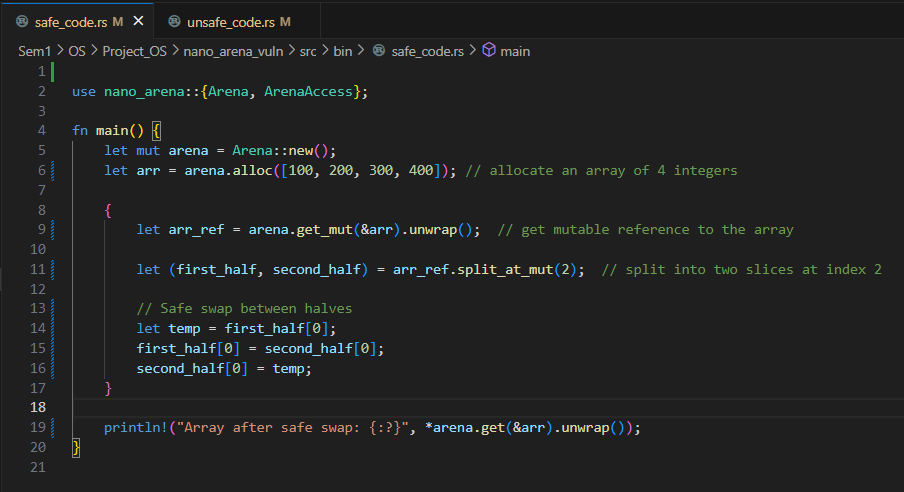 safe_code.rs M
unsafe_code.rs M
Sem1 > OS > Project_OS > nano_arena_vuln > src > bin > safe_code.rs > main
1
2 use nano_arena::{Arena, ArenaAccess};
3
4 fn main() {
5     let mut arena = Arena::new();
6     let arr = arena.alloc([100, 200, 300, 400]); // allocate an array of 4 integers
7
8     {
9         let arr_ref = arena.get_mut(&arr).unwrap();  // get mutable reference to the array
10
11         let (first_half, second_half) = arr_ref.split_at_mut(2);  // split into two slices at index 2
12
13         // Safe swap between halves
14         let temp = first_half[0];
15         first_half[0] = second_half[0];
16         second_half[0] = temp;
17     }
18
19     println!("Array after safe swap: {:?}", *arena.get(&arr).unwrap());
20 }
21